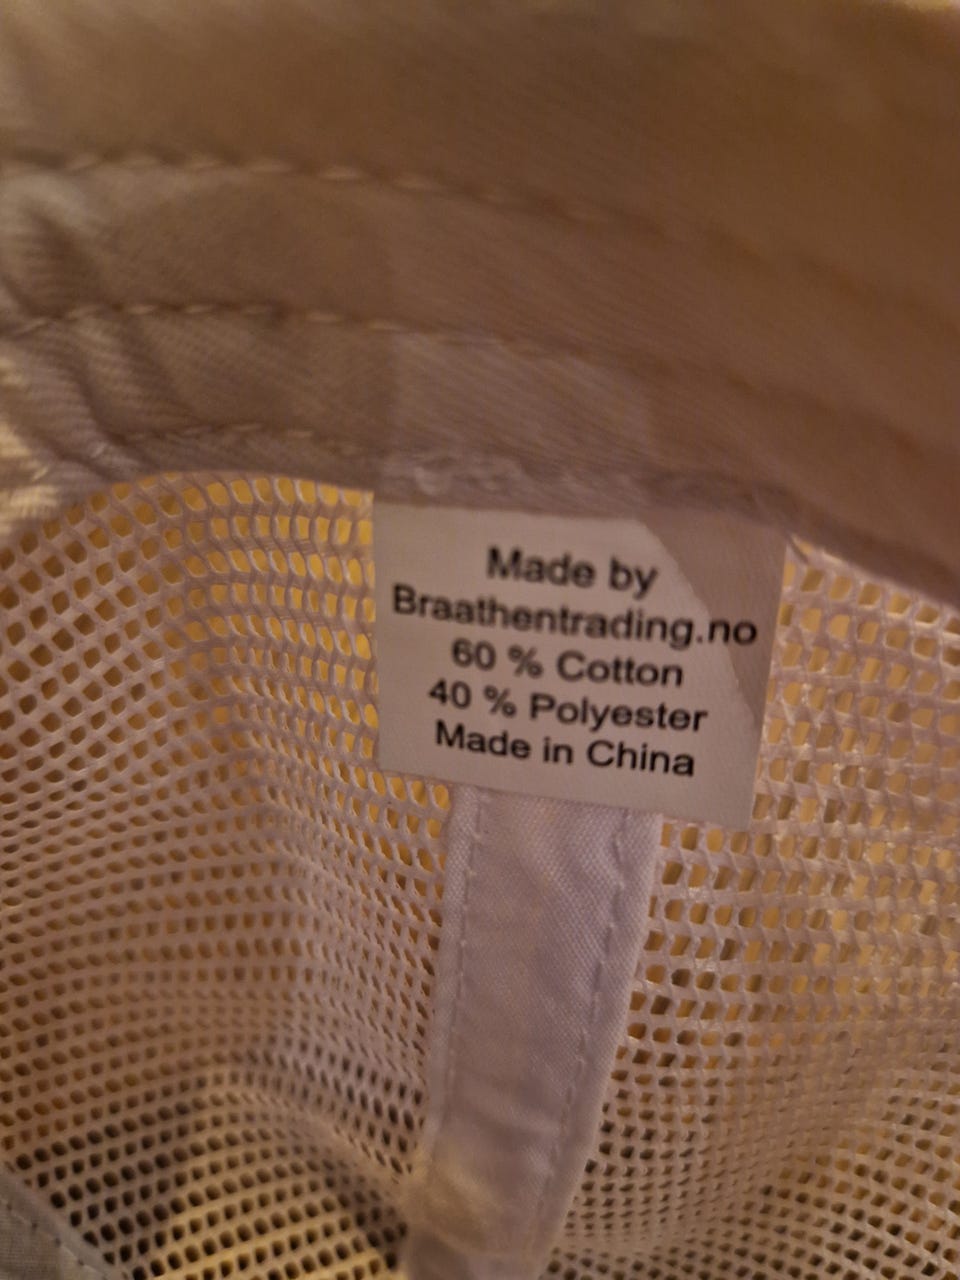 Made by
Braathentrading.no
60 % Cotton
40 % Polyester
Made in China